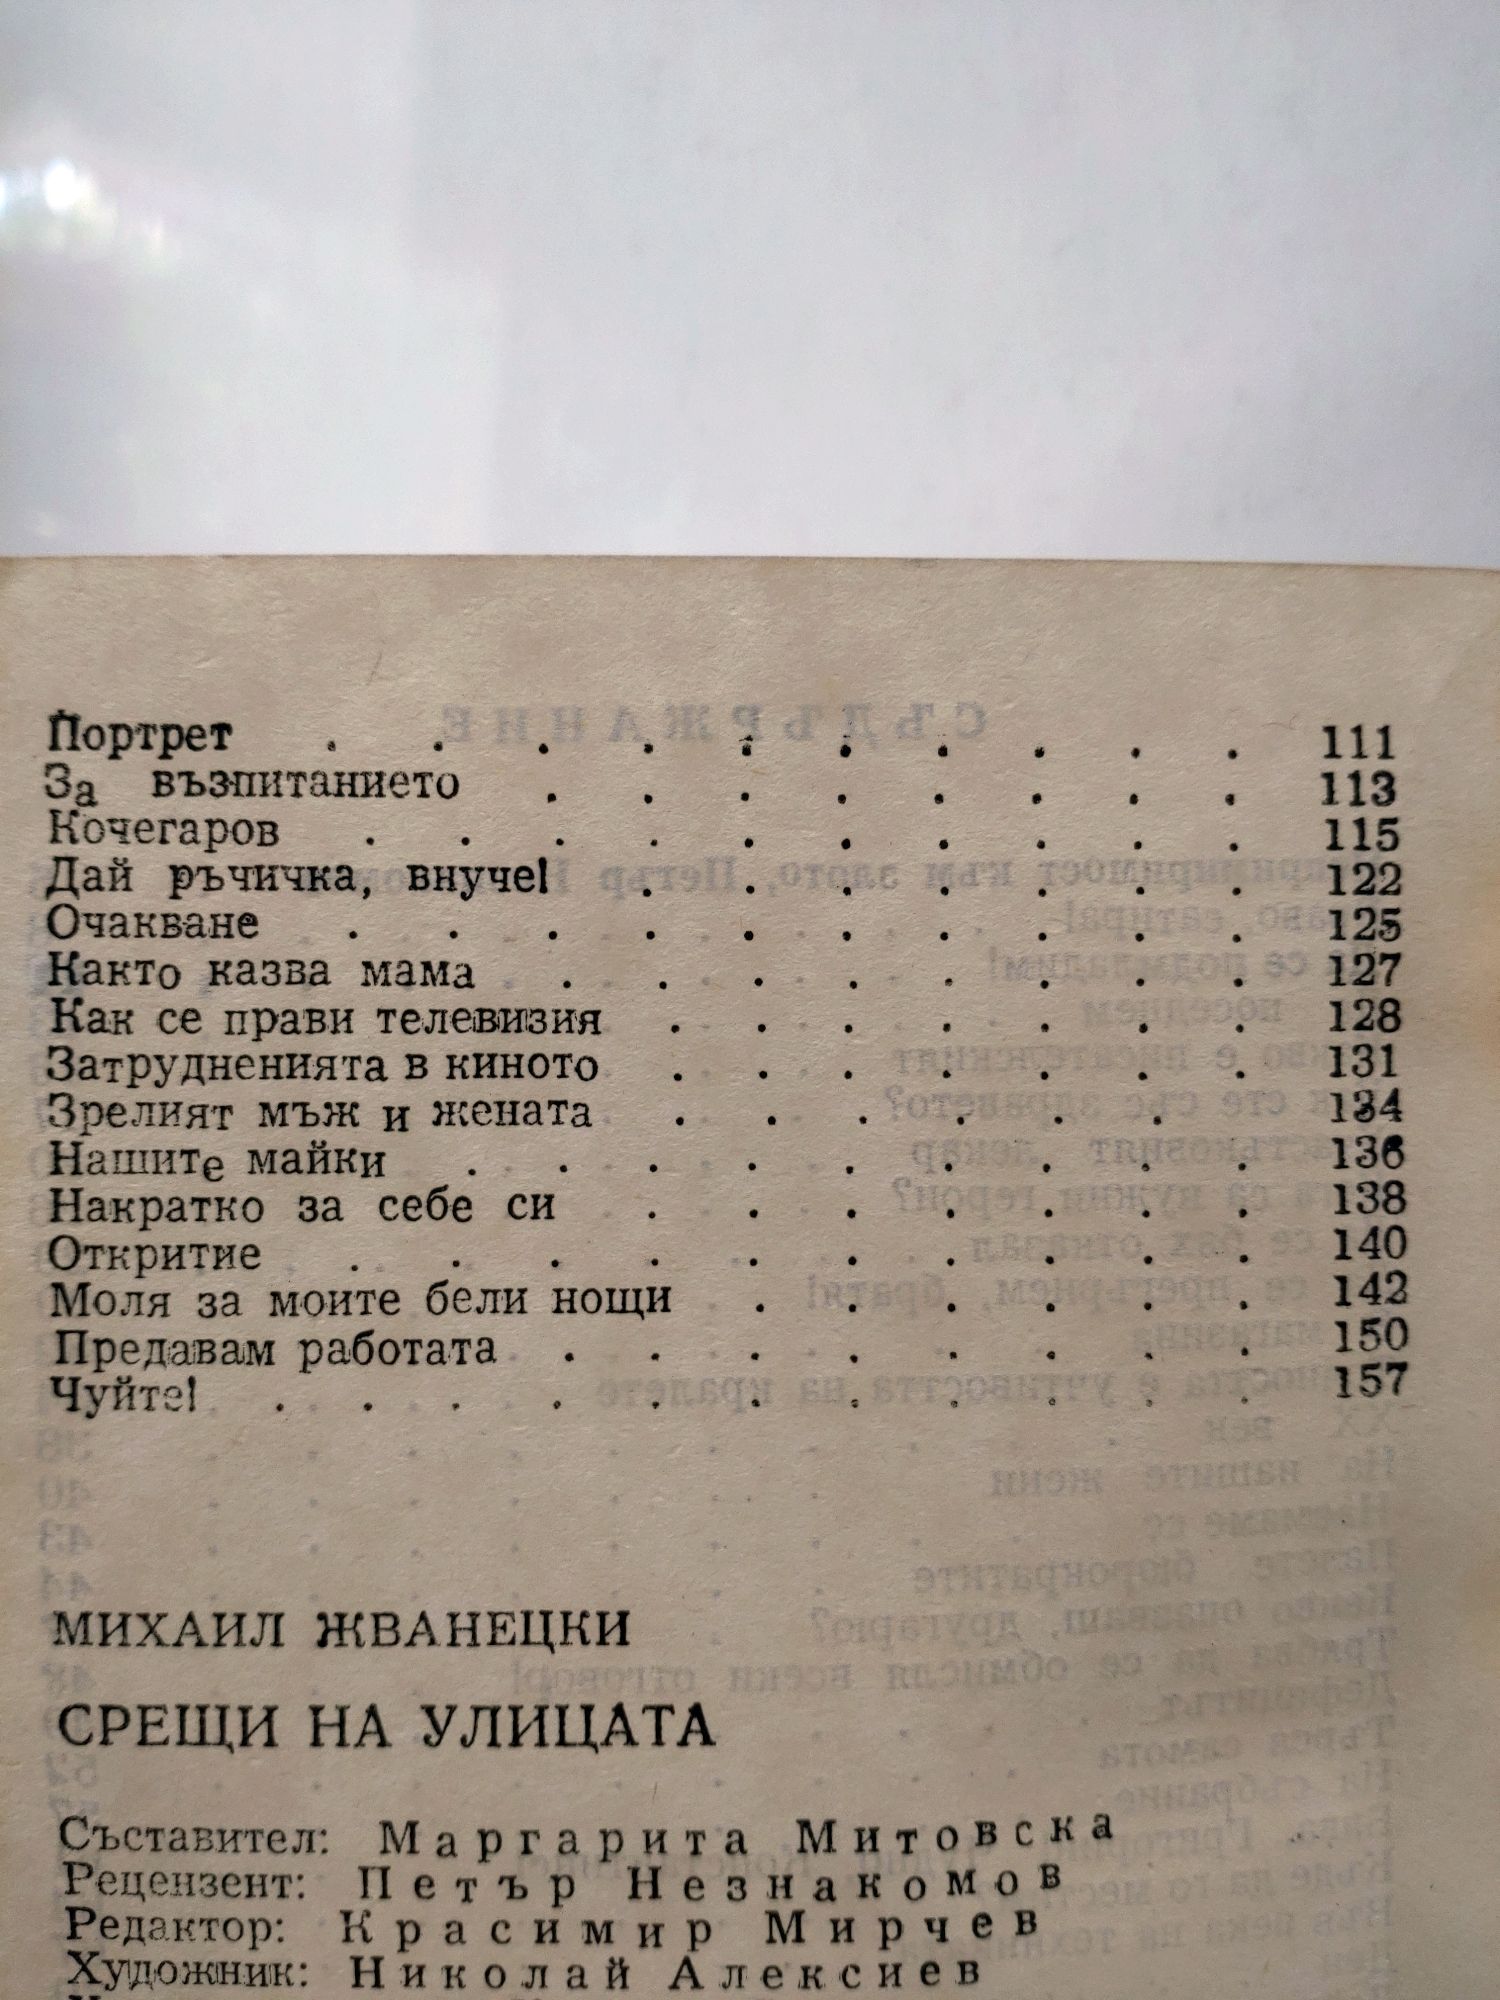 Портрет . . . . . . . . . . 111
За възпитанието . . . . . . . . 113
Кочегаров . . . . . . . . . . 115
Дай ръчичка, внуче! . . . . . . . 122
Очакване . . . . . . . . . . 125
Както казва мама . . . . . . . . 127
Как се прави телевизия . . . . . . . 128
Затрудненията в киното . . . . . . . 131
Зрелият мъж и жената . . . . . . 134
Нашите майки . . . . . . . . . 136
Накратко за себе си . . . . . . . 138
Откритие . . . . . . . . . . 140
Моля за моите бели нощи . . . . . . 142
Предавам работата . . . . . . . . 150
Чуйте! . . . . . . . . . . . 157
МИХАИЛ ЖВАНЕЦКИ
СРЕЩИ НА УЛИЦАТА
Съставител: Маргарита Митовска
Рецензент: Петър Незнакомов
Редактор: Красимир Мирчев
Художник: Николай Алексиев